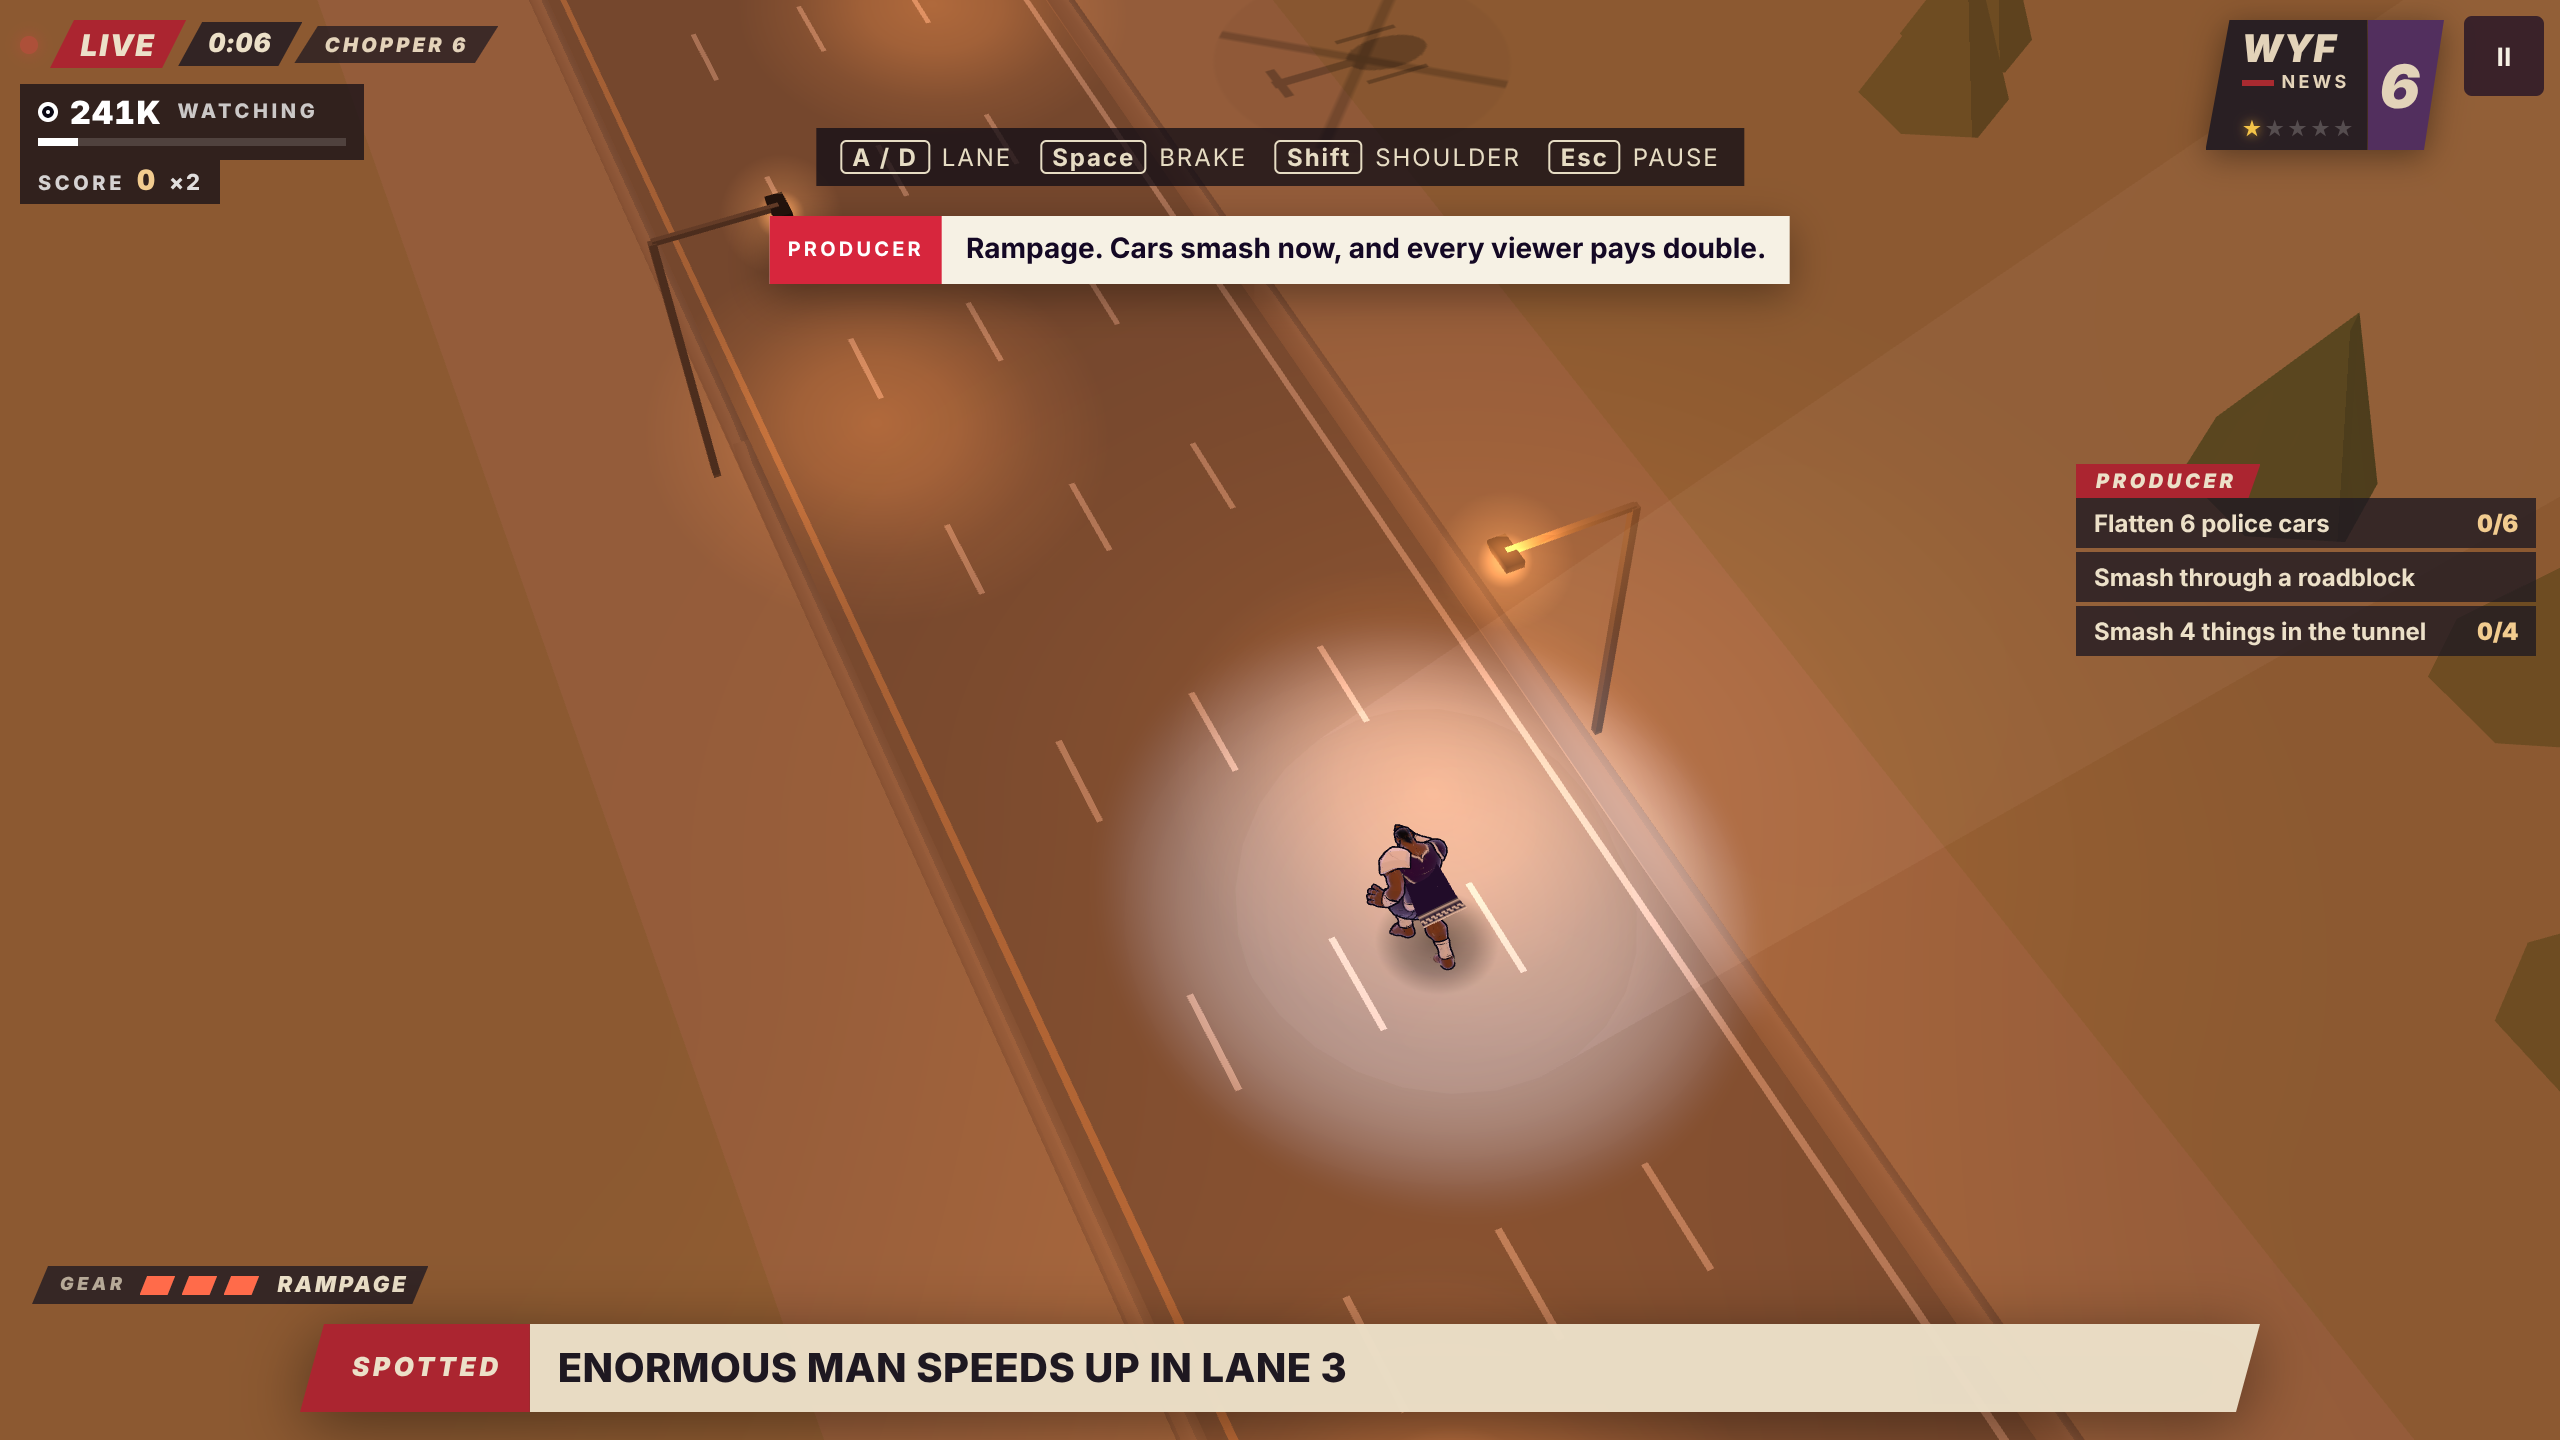 LIVE 0:06 CHOPPER 6
241K WATCHING
SCORE 0 ×2
A / D LANE Space BRAKE Shift SHOULDER Esc PAUSE
PRODUCER Rampage. Cars smash now, and every viewer pays double.
WYF
NEWS
6
PRODUCER
Flatten 6 police cars 0/6
Smash through a roadblock
Smash 4 things in the tunnel 0/4
GEAR RAMPAGE
SPOTTED ENORMOUS MAN SPEEDS UP IN LANE 3